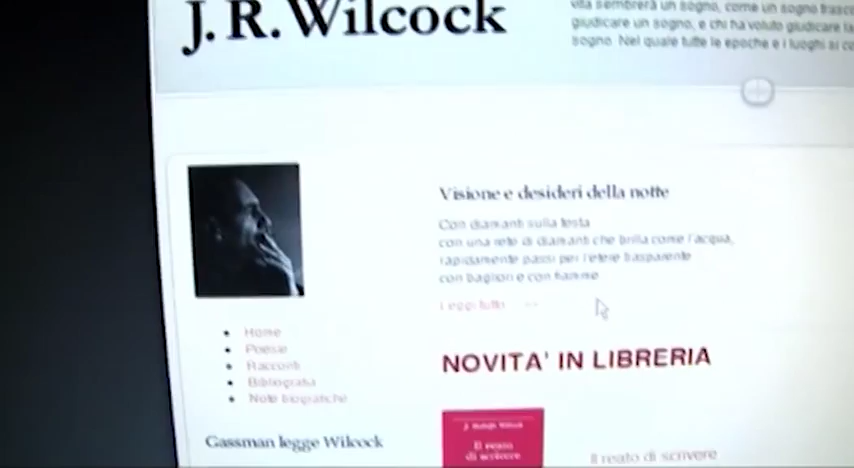 J. R. Wilcock
vita sembrerà un sogno, come un sogno
giudicare un sogno, e chi ha voluto giudicare la
sogno. Nel quale tutte le epoche e i luoghi si
Visione e desideri della notte
Con diamanti sulla testa
con una rete di diamanti che brilla come l'acqua,
rapidamente passi per l'etere trasparente
con bagliori e con fiamme
Leggi tutto
Home
Poesie
Racconti
Bibliografia
Note biografiche
NOVITA' IN LIBRERIA
Gassman legge Wilcock
J. Rodolfo Wilcock
Il reato
di scrivere
Il reato di scrivere